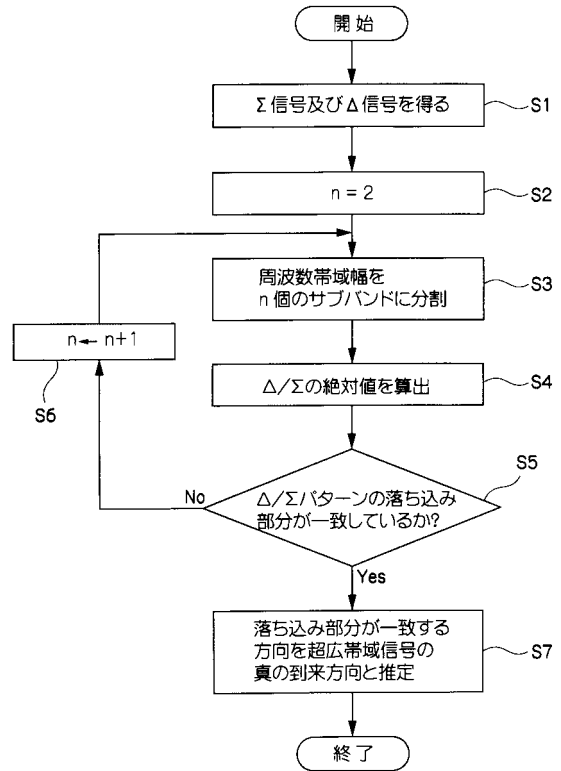 開始
Σ信号及びΔ信号を得る
S1
n = 2
S2
周波数帯域幅を
n個のサブバンドに分割
S3
n← n+1
S6
Δ/Σの絶対値を算出
S4
Δ/Σパターンの落ち込み
部分が一致しているか?
S5
No
Yes
落ち込み部分が一致する
方向を超広帯域信号の
真の到来方向と推定
S7
終了